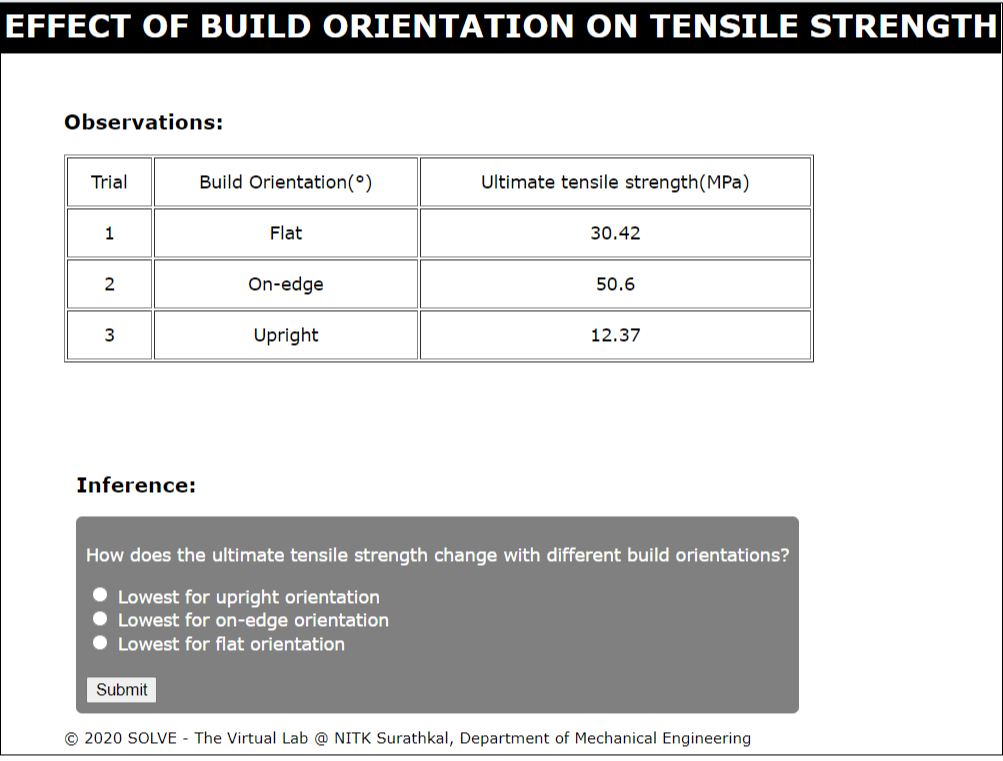 EFFECT OF BUILD ORIENTATION ON TENSILE STRENGTH
Observations:
Trial Build Orientation(°) Ultimate tensile strength(MPa)
1 Flat 30.42
2 On-edge 50.6
3 Upright 12.37
Inference:
How does the ultimate tensile strength change with different build orientations?
Lowest for upright orientation
Lowest for on-edge orientation
Lowest for flat orientation
Submit
© 2020 SOLVE - The Virtual Lab @ NITK Surathkal, Department of Mechanical Engineering